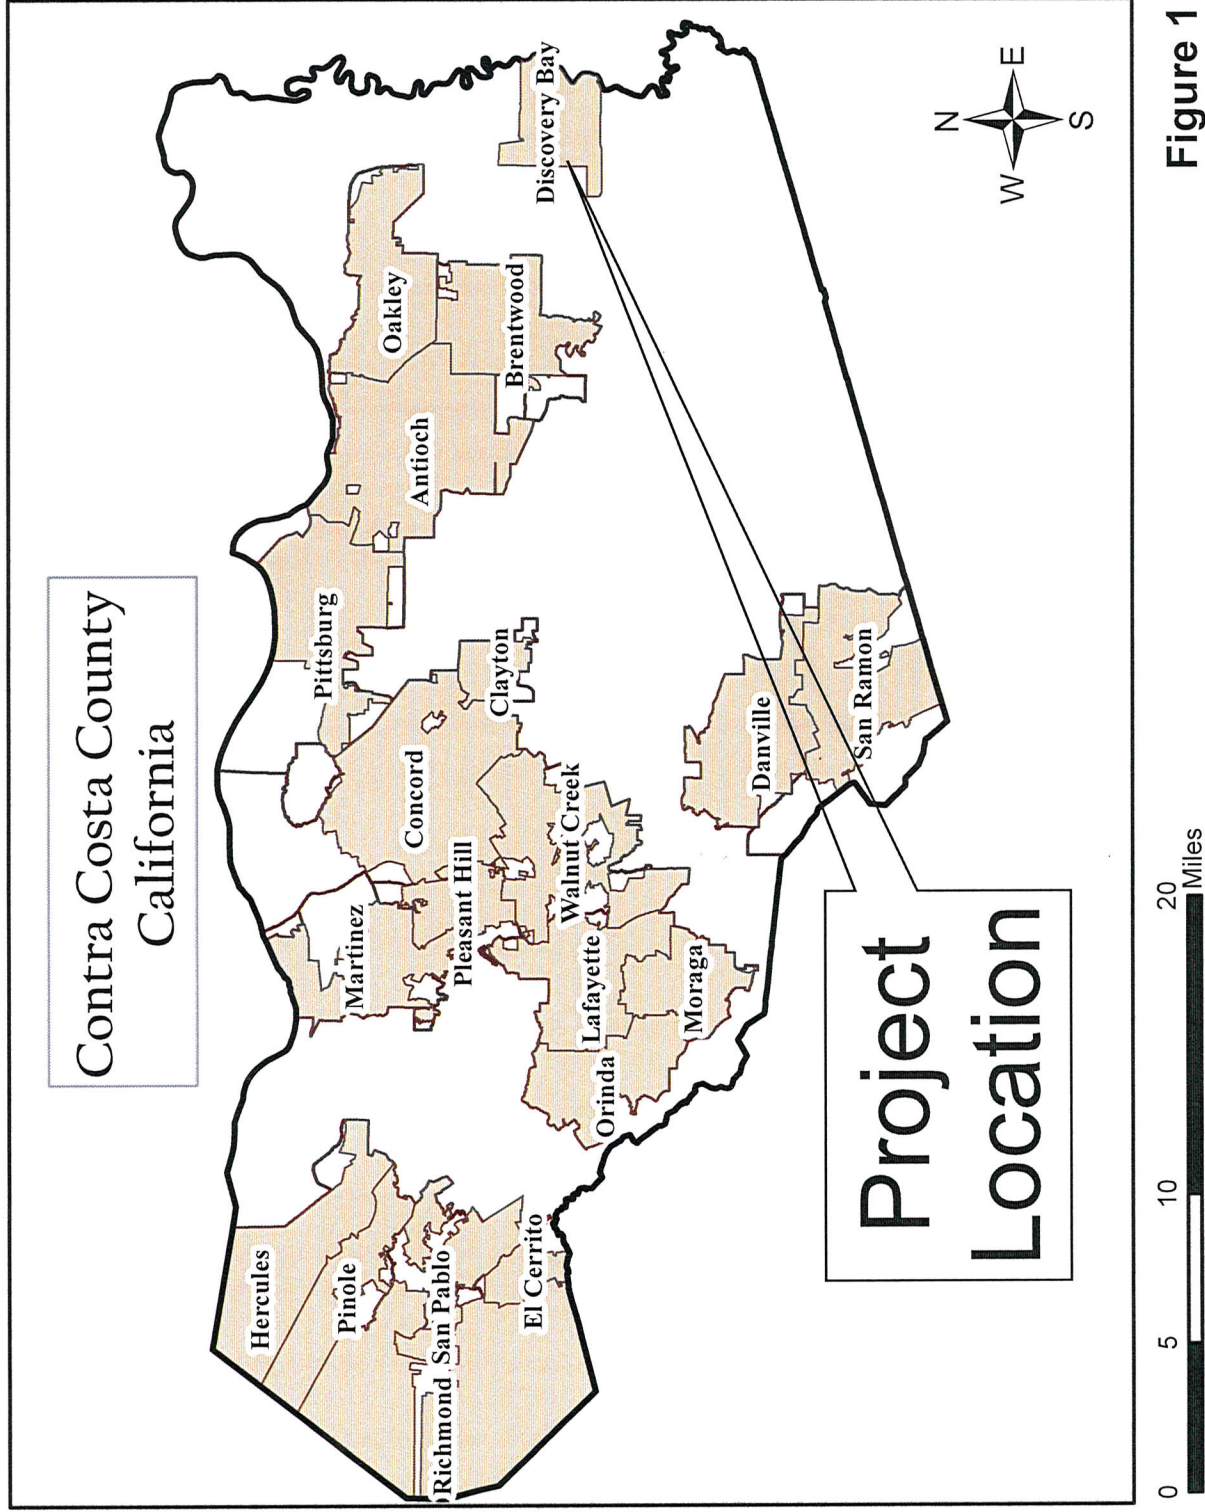 Contra Costa County
California
Hercules
Pinole
Richmond
San Pablo
El Cerrito
Martinez
Pleasant Hill
Concord
Clayton
Pittsburg
Antioch
Oakley
Brentwood
Discovery Bay
Walnut Creek
Lafayette
Orinda
Moraga
Danville
San Ramon
Project
Location
N
W
E
S
0
5
10
20
Miles
Figure 1